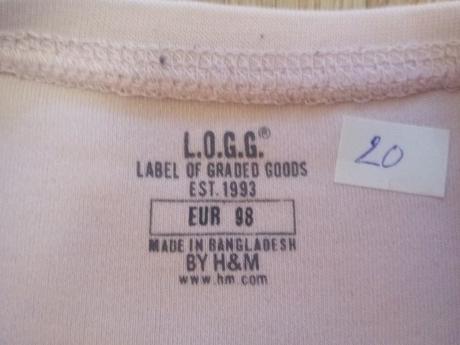 L.O.G.G.®
LABEL OF GRADED GOODS
EST.1993
EUR 98
MADE IN BANGLADESH
BY H&M
www.hm.com
20